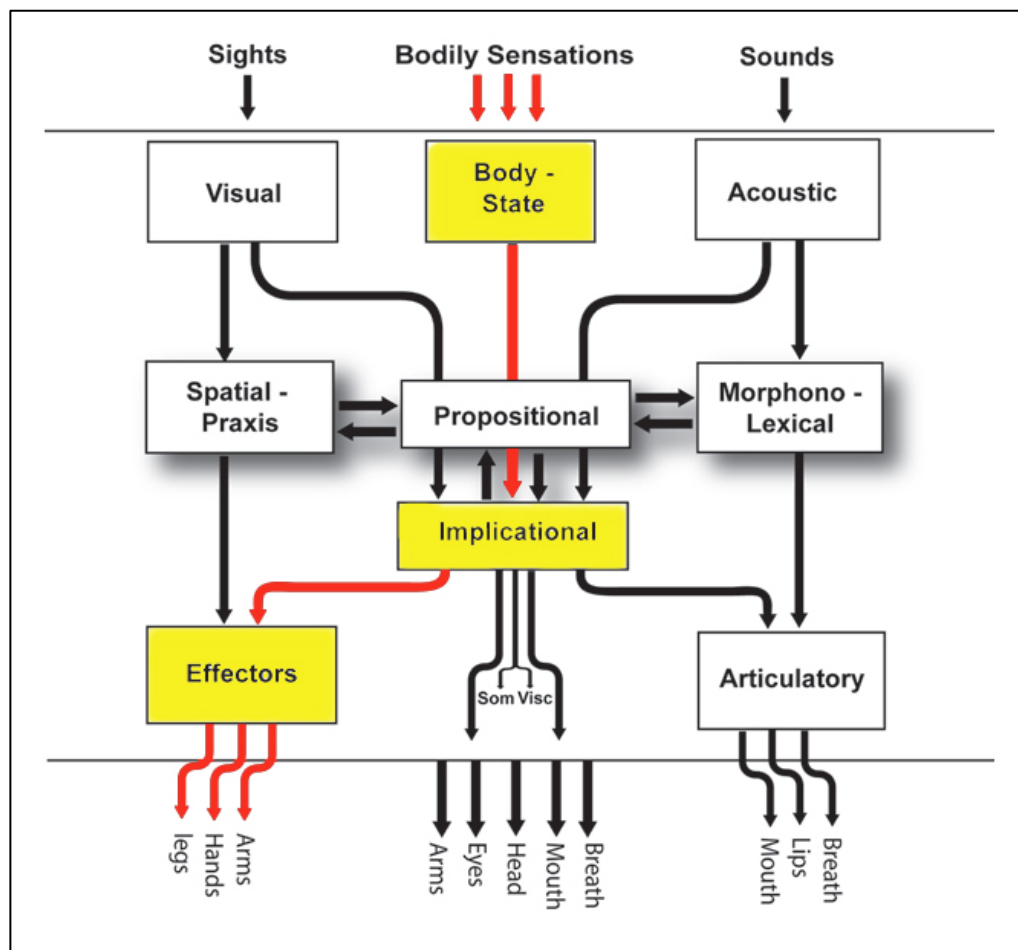 Sights
Bodily Sensations
Sounds
Visual
Body -
State
Acoustic
Spatial -
Praxis
Propositional
Morphono -
Lexical
Implicational
Effectors
Som Visc
Articulatory
legs
Hands
Arms
Arms
Eyes
Head
Mouth
Breath
Mouth
Lips
Breath